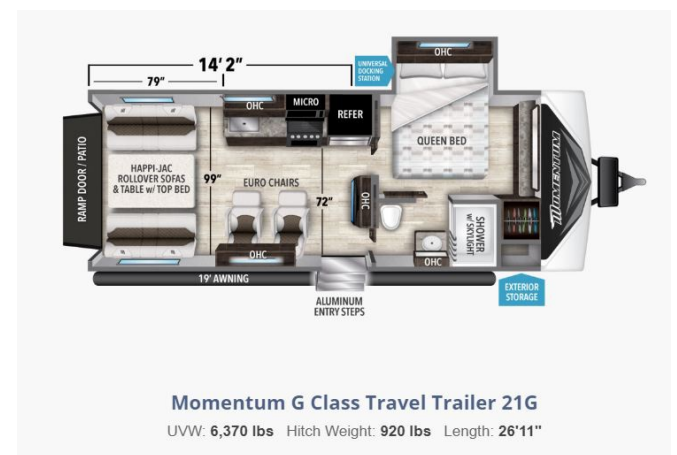 14' 2"
79"
UNIVERSAL
DOCKING
STATION
OHC
OHC
MICRO
REFER
QUEEN BED
RAMP DOOR / PATIO
HAPPI-JAC
ROLLOVER SOFAS
& TABLE w/ TOP BED
99"
EURO CHAIRS
72"
OHC
SHOWER
w/ SKYLIGHT
MOMENTUM
OHC
OHC
19' AWNING
ALUMINUM
ENTRY STEPS
EXTERIOR
STORAGE
Momentum G Class Travel Trailer 21G
UVW: 6,370 lbs Hitch Weight: 920 lbs Length: 26'11"